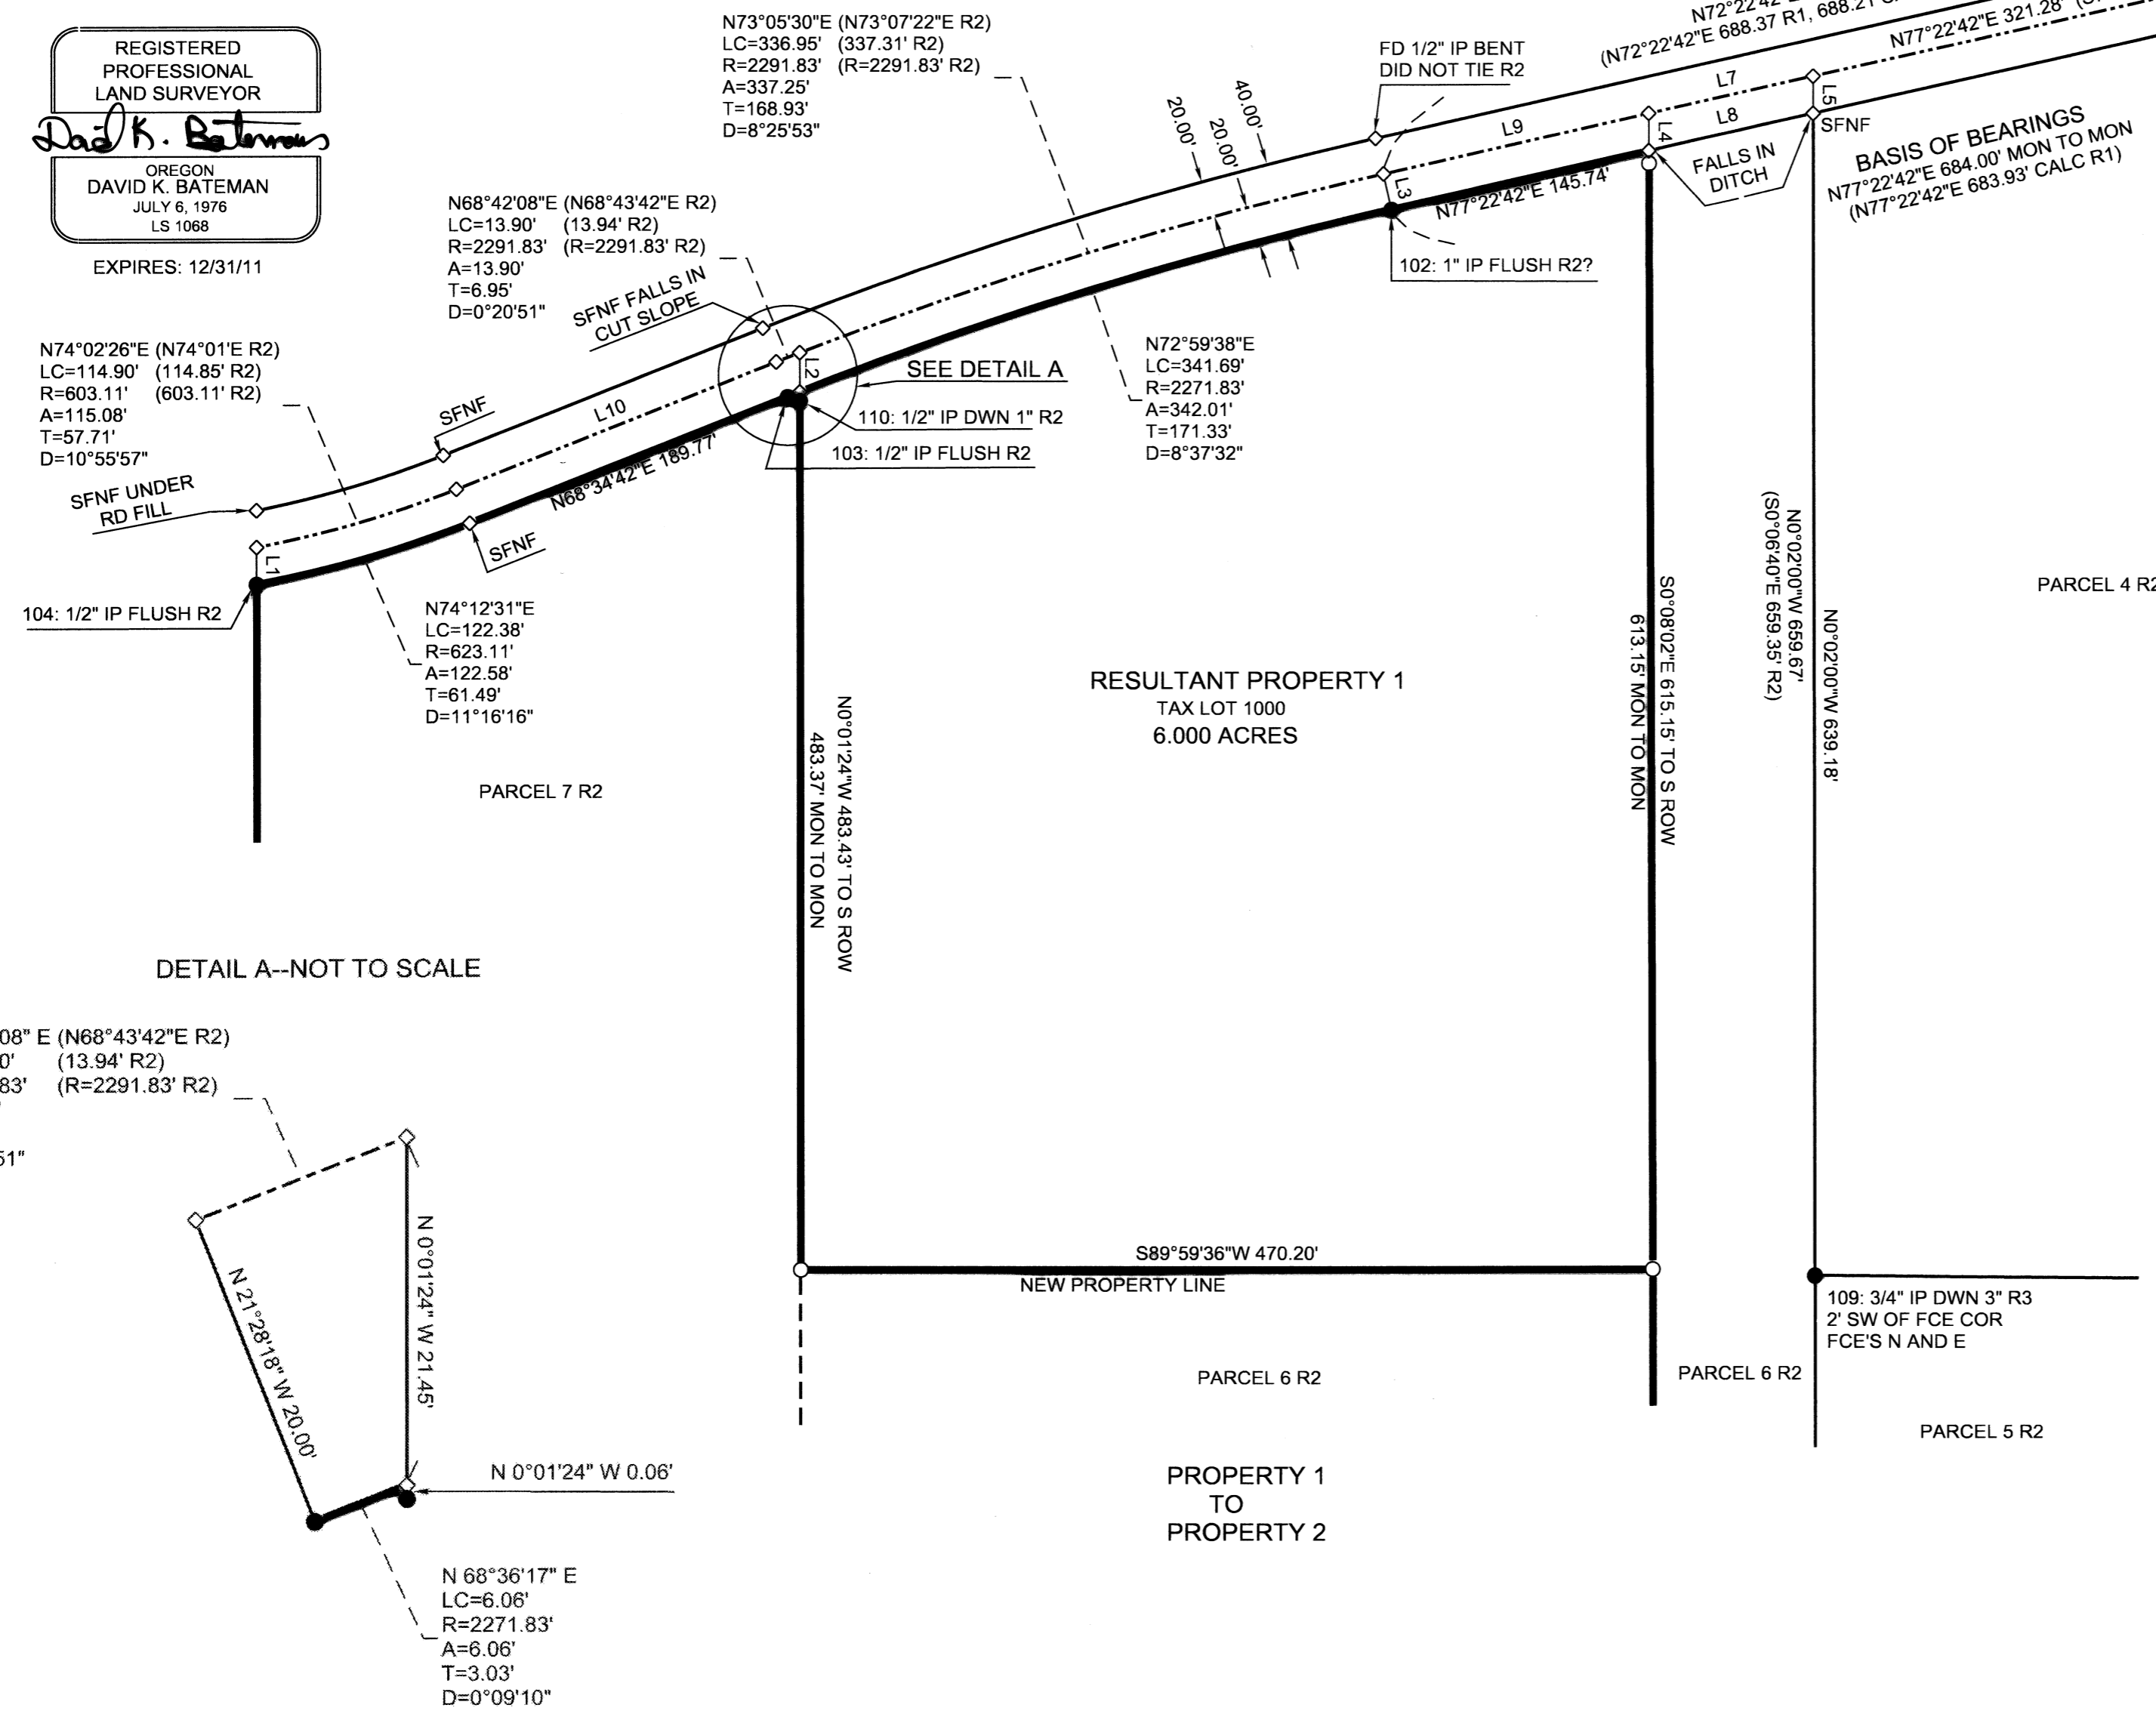 REGISTERED
PROFESSIONAL
LAND SURVEYOR
David K. Bateman
OREGON
DAVID K. BATEMAN
JULY 6, 1976
LS 1068
EXPIRES: 12/31/11
N73°05'30"E (N73°07'22"E R2)
LC=336.95' (337.31' R2)
R=2291.83' (R=2291.83' R2)
A=337.25'
T=168.93'
D=8°25'53"
FD 1/2" IP BENT
DID NOT TIE R2
N72°22'42"
(N72°22'42"E 688.37 R1, 688.21
N77°22'42"E 321.28'
20.00'
20.00'
40.00'
L9
L7
L8
L4
L5
L3
SFNF
FALLS IN
DITCH
BASIS OF BEARINGS
N77°22'42"E 684.00' MON TO MON
(N77°22'42"E 683.93' CALC R1)
N77°22'42"E 145.74'
102: 1" IP FLUSH R2?
N68°42'08"E (N68°43'42"E R2)
LC=13.90' (13.94' R2)
R=2291.83' (R=2291.83' R2)
A=13.90'
T=6.95'
D=0°20'51"
SFNF FALLS IN
CUT SLOPE
N74°02'26"E (N74°01'E R2)
LC=114.90' (114.85' R2)
R=603.11' (603.11' R2)
A=115.08'
T=57.71'
D=10°55'57"
SFNF UNDER
RD FILL
SFNF
L10
L2
SEE DETAIL A
110: 1/2" IP DWN 1" R2
103: 1/2" IP FLUSH R2
N68°34'42"E 189.77'
SFNF
L1
104: 1/2" IP FLUSH R2
N72°59'38"E
LC=341.69'
R=2271.83'
A=342.01'
T=171.33'
D=8°37'32"
N74°12'31"E
LC=122.38'
R=623.11'
A=122.58'
T=61.49'
D=11°16'16"
PARCEL 7 R2
N0°01'24"W 483.43' TO S ROW
483.37' MON TO MON
RESULTANT PROPERTY 1
TAX LOT 1000
6.000 ACRES
S0°08'02"E 615.15' TO S ROW
613.15' MON TO MON
N0°02'00"W 659.67'
(S0°06'40"E 659.35' R2)
N0°02'00"W 639.18'
PARCEL 4 R2
S89°59'36"W 470.20'
NEW PROPERTY LINE
109: 3/4" IP DWN 3" R3
2' SW OF FCE COR
FCE'S N AND E
PARCEL 6 R2
PARCEL 6 R2
PARCEL 5 R2
PROPERTY 1
TO
PROPERTY 2
DETAIL A--NOT TO SCALE
08" E (N68°43'42"E R2)
0' (13.94' R2)
83' (R=2291.83' R2)
51"
N 21°28'18" W 20.00'
N 0°01'24" W 21.45'
N 0°01'24" W 0.06'
N 68°36'17" E
LC=6.06'
R=2271.83'
A=6.06'
T=3.03'
D=0°09'10"